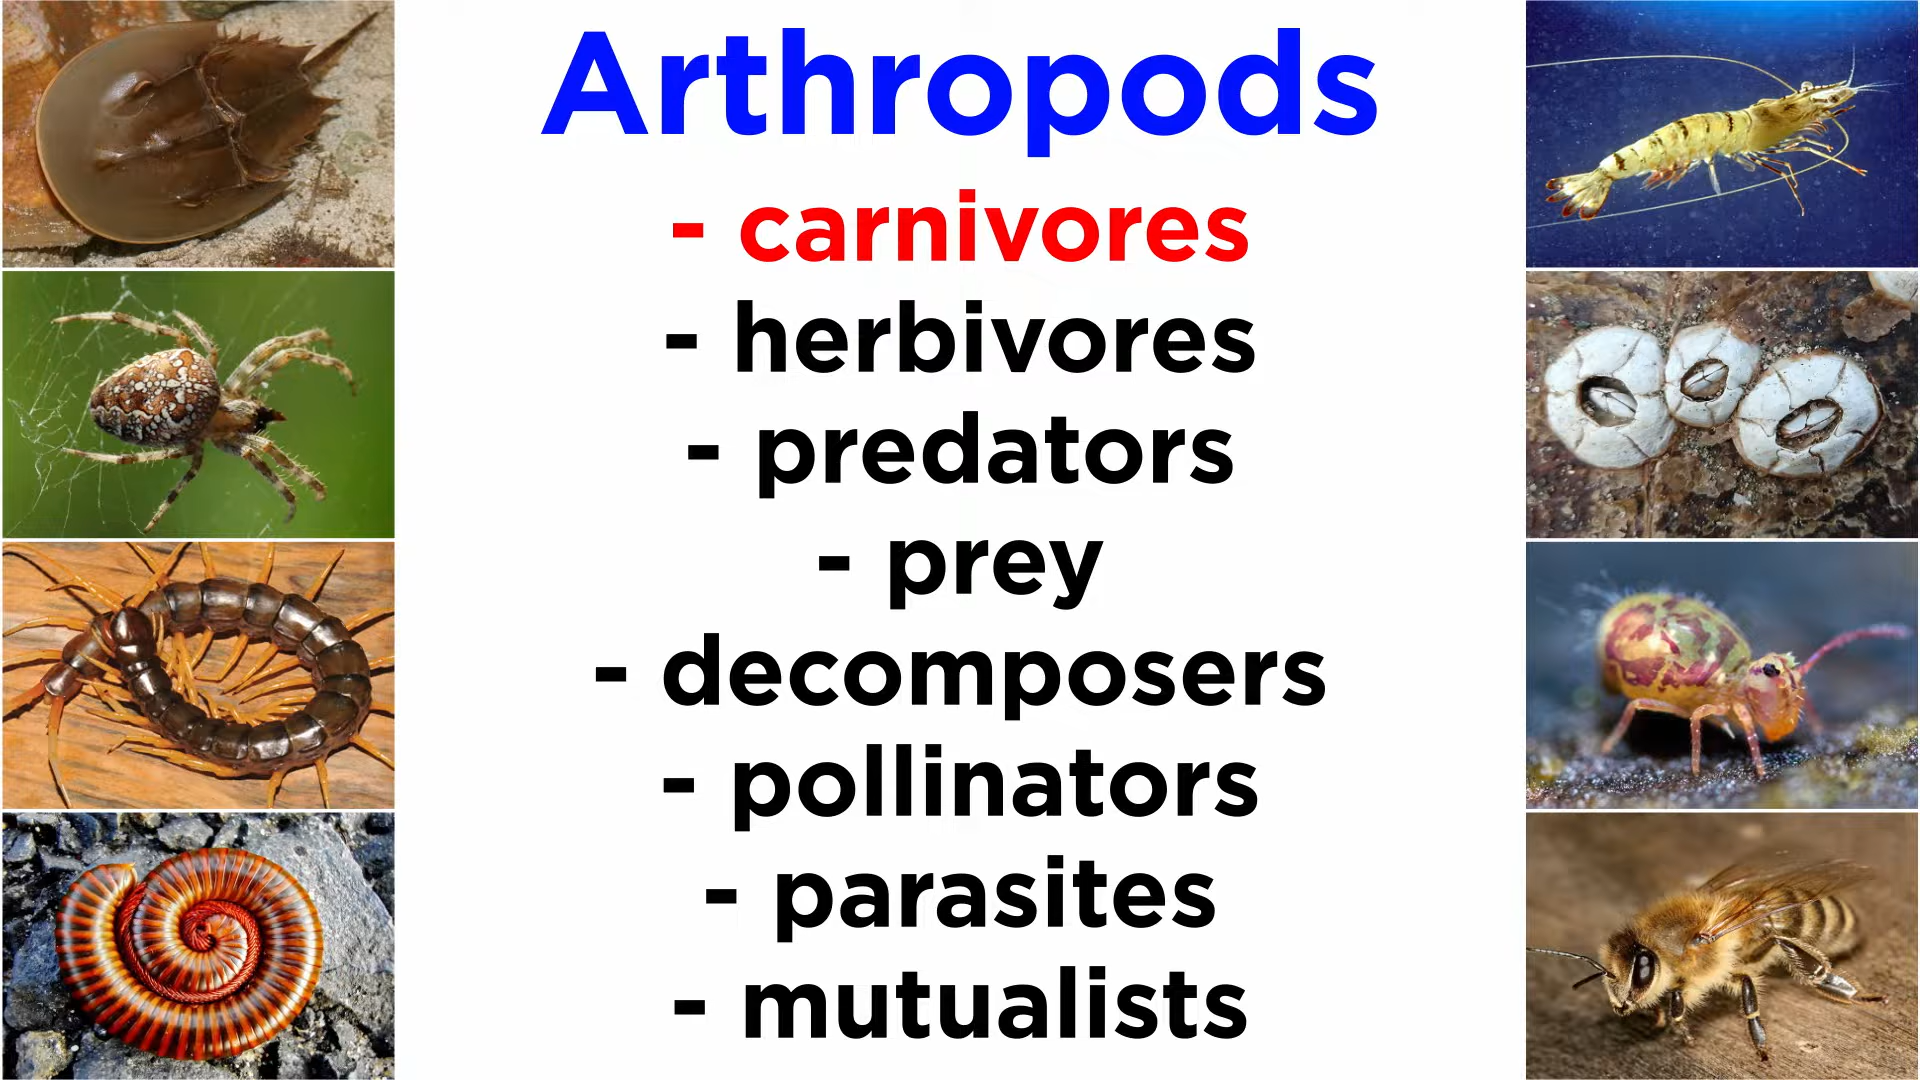 Arthropods
- carnivores
- herbivores
- predators
- prey
- decomposers
- pollinators
- parasites
- mutualists